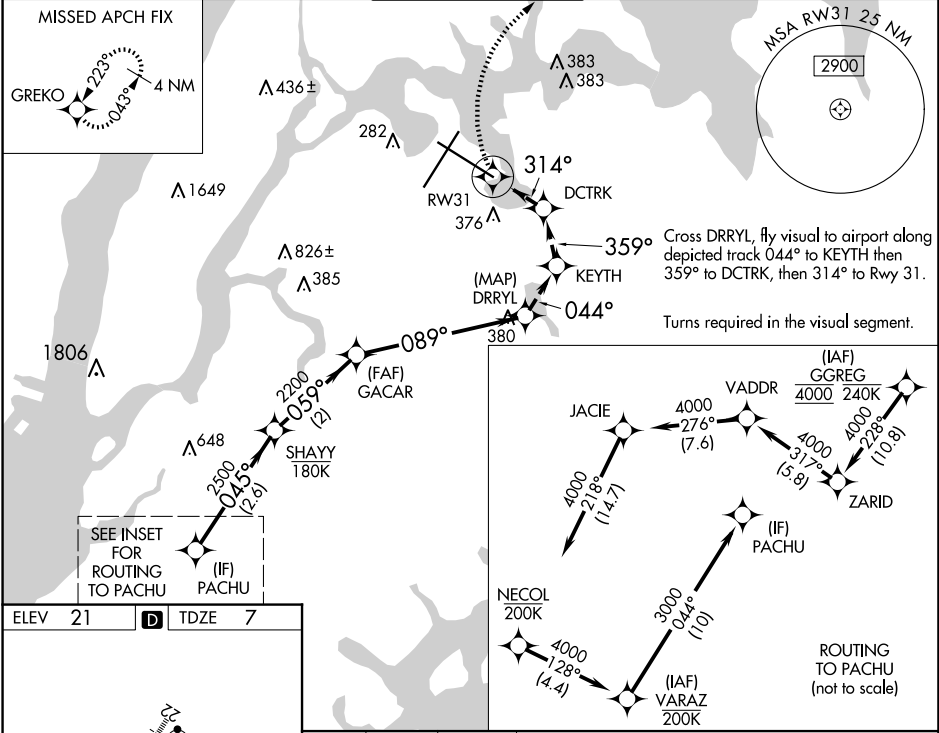 MISSED APCH FIX
GREKO
223°
043°
4 NM
436±
383
383
282
1649
826±
385
1806
648
376
380
RW31
314°
DCTRK
359°
KEYTH
(MAP)
DRRYL
044°
089°
(FAF)
GACAR
2200
059°
(2)
SHAYY
180K
2500
045°
(2.6)
(IF)
PACHU
SEE INSET
FOR
ROUTING
TO PACHU
MSA RW31 25 NM
2900
Cross DRRYL, fly visual to airport along
depicted track 044° to KEYTH then
359° to DCTRK, then 314° to Rwy 31.
Turns required in the visual segment.
(IAF)
GGREG
4000 240K
4000
228°
(10.8)
ZARID
4000
317°
(5.8)
VADDR
4000
276°
(7.6)
JACIE
4000
218°
(14.7)
NECOL
200K
4000
128°
(4.4)
(IAF)
VARAZ
200K
3000
044°
(10)
(IF)
PACHU
ROUTING
TO PACHU
(not to scale)
ELEV 21
D
TDZE 7
22